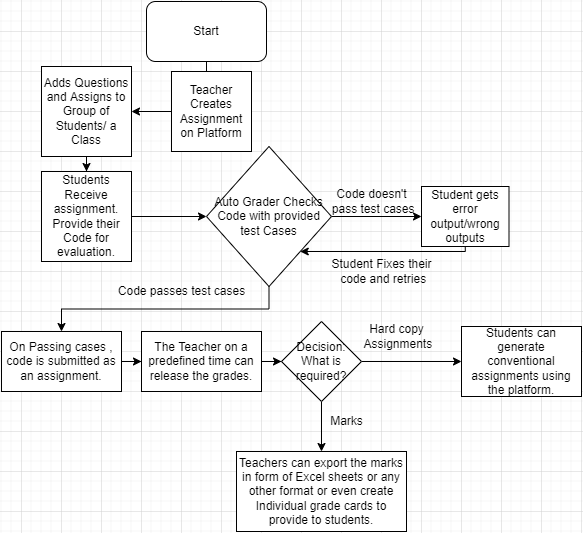 Start
Teacher
Creates
Assignment
on Platform
Adds Questions
and Assigns to
Group of
Students/ a
Class
Students
Receive
assignment.
Provide their
Code for
evaluation.
Auto Grader Checks
Code with provided
test Cases
Code doesn't
pass test cases
Student gets
error
output/wrong
outputs
Student Fixes their
code and retries
Code passes test cases
On Passing cases ,
code is submitted as
an assignment.
The Teacher on a
predefined time can
release the grades.
Decision:
What is
required?
Hard copy
Assignments
Students can
generate
conventional
assignments using
the platform.
Marks
Teachers can export the marks
in form of Excel sheets or any
other format or even create
Individual grade cards to
provide to students.